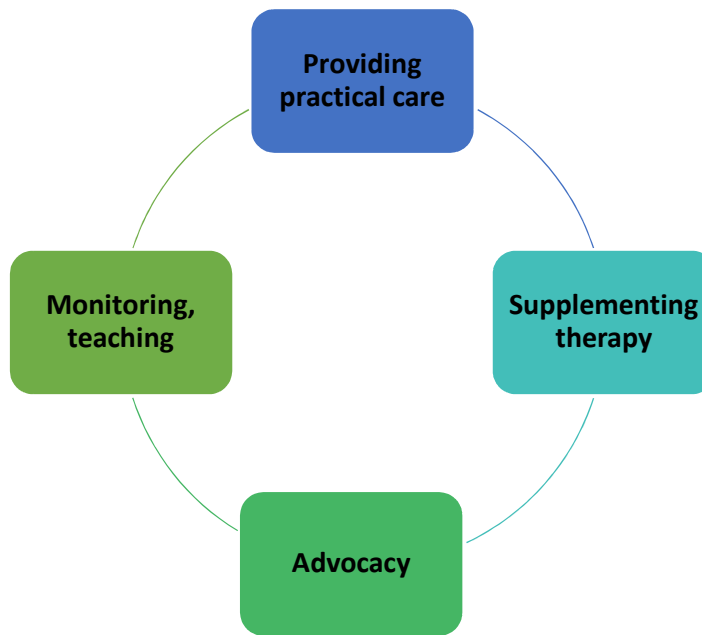 Providing
practical care
Monitoring,
teaching
Supplementing
therapy
Advocacy